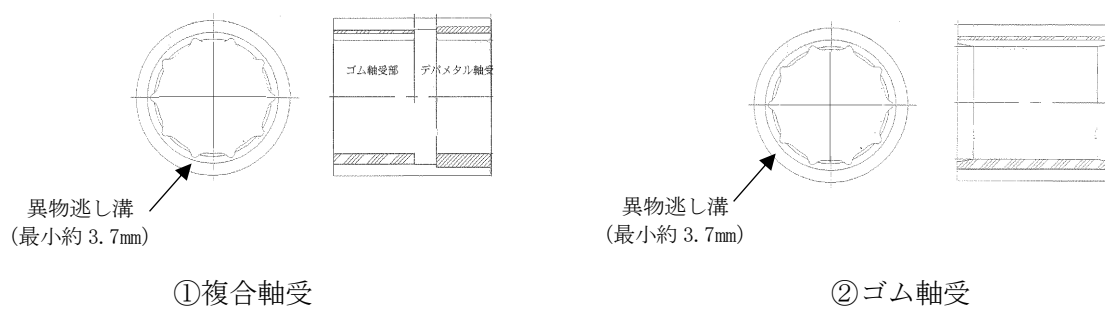 ゴム軸受部
デバメタル軸受
異物逃し溝
(最小約 3.7mm)
①複合軸受
異物逃し溝
(最小約 3.7mm)
②ゴム軸受